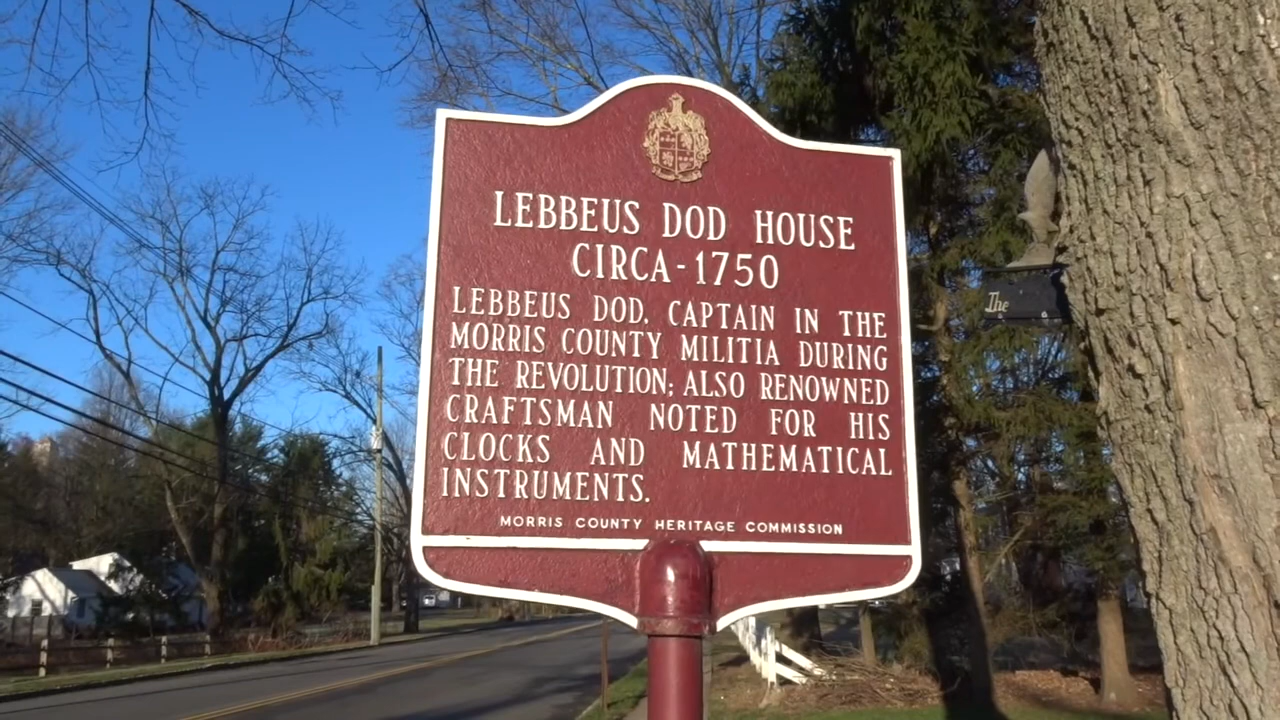 LEBBEUS DOD HOUSE
CIRCA-1750
LEBBEUS DOD, CAPTAIN IN THE
MORRIS COUNTY MILITIA DURING
THE REVOLUTION; ALSO RENOWNED
CRAFTSMAN NOTED FOR HIS
CLOCKS AND MATHEMATICAL
INSTRUMENTS.
MORRIS COUNTY HERITAGE COMMISSION
The